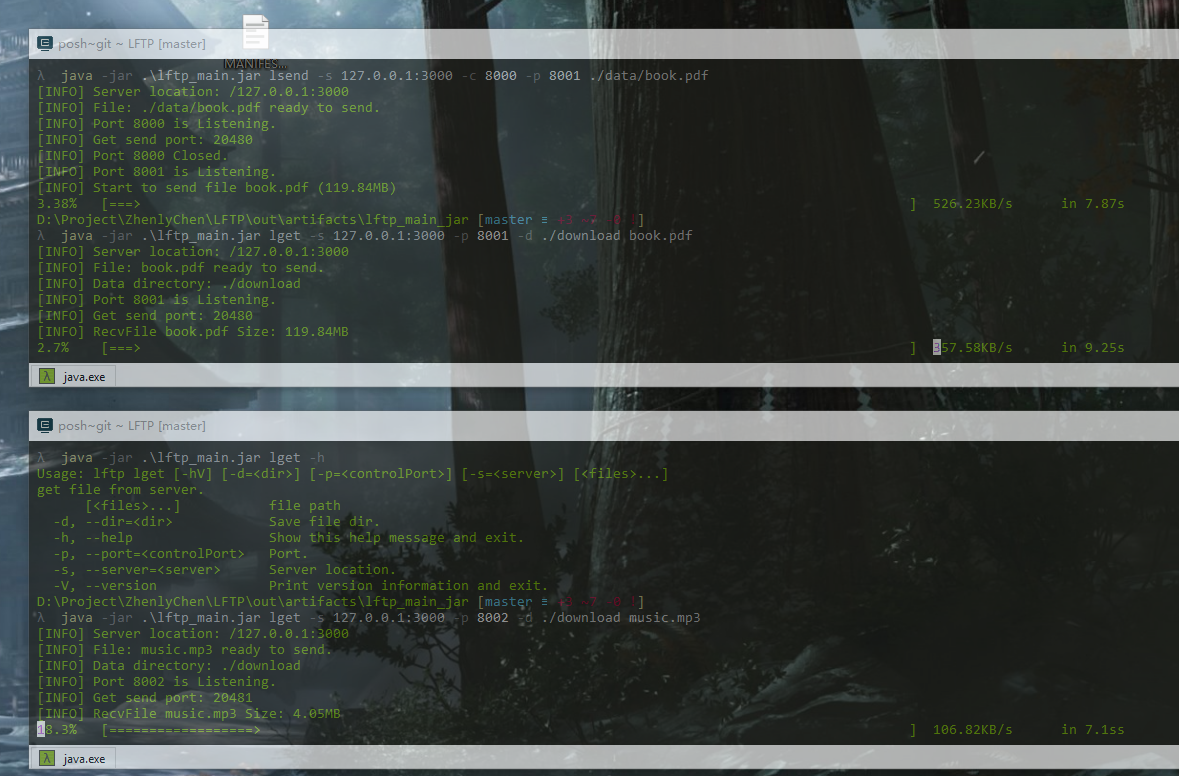 posh~git ~ LFTP [master]
MANIFES...
λ java -jar .\lftp_main.jar lsend -s 127.0.0.1:3000 -c 8000 -p 8001 ./data/book.pdf
[INFO] Server location: /127.0.0.1:3000
[INFO] File: ./data/book.pdf ready to send.
[INFO] Port 8000 is Listening.
[INFO] Get send port: 20480
[INFO] Port 8000 Closed.
[INFO] Port 8001 is Listening.
[INFO] Start to send file book.pdf (119.84MB)
3.38% [===> ] 526.23KB/s in 7.87s
D:\Project\ZhenlyChen\LFTP\out\artifacts\lftp_main_jar [master ≡ ]
λ java -jar .\lftp_main.jar lget -s 127.0.0.1:3000 -p 8001 -d ./download book.pdf
[INFO] Server location: /127.0.0.1:3000
[INFO] File: book.pdf ready to send.
[INFO] Data directory: ./download
[INFO] Port 8001 is Listening.
[INFO] Get send port: 20480
[INFO] RecvFile book.pdf Size: 119.84MB
2.7% [===> ] 357.58KB/s in 9.25s
λ java.exe
posh~git ~ LFTP [master]
λ java -jar .\lftp_main.jar lget -h
Usage: lftp lget [-hV] [-d=<dir>] [-p=<controlPort>] [-s=<server>] [<files>...]
get file from server.
[<files>...] file path
-d, --dir=<dir> Save file dir.
-h, --help Show this help message and exit.
-p, --port=<controlPort> Port.
-s, --server=<server> Server location.
-V, --version Print version information and exit.
D:\Project\ZhenlyChen\LFTP\out\artifacts\lftp_main_jar [master ≡ ]
λ java -jar .\lftp_main.jar lget -s 127.0.0.1:3000 -p 8002 -d ./download music.mp3
[INFO] Server location: /127.0.0.1:3000
[INFO] File: music.mp3 ready to send.
[INFO] Data directory: ./download
[INFO] Port 8002 is Listening.
[INFO] Get send port: 20481
[INFO] RecvFile music.mp3 Size: 4.05MB
18.3% [==================> ] 106.82KB/s in 7.1ss
λ java.exe